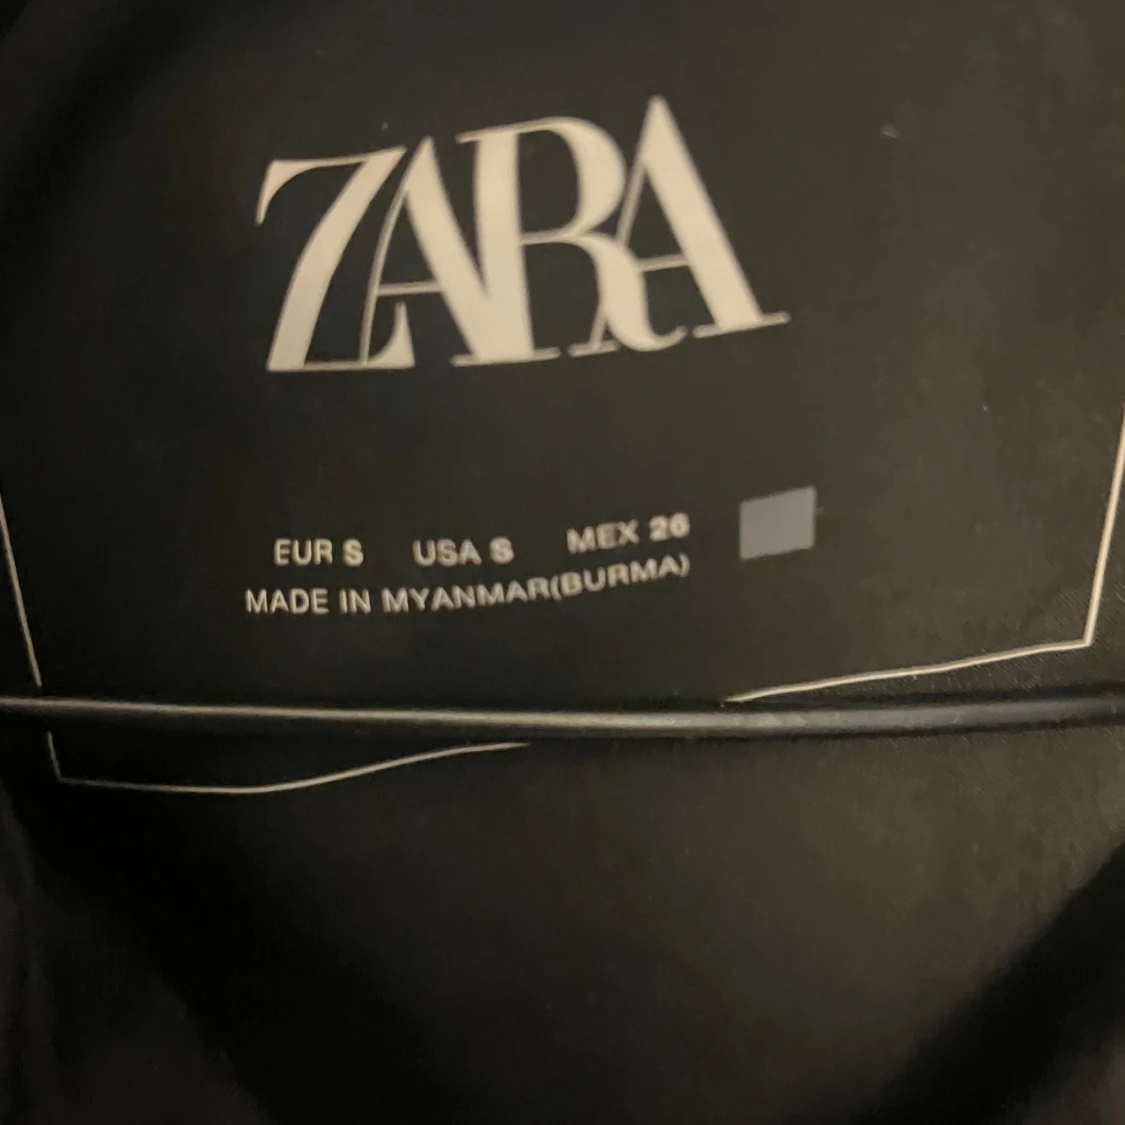 ZARA
EUR S USA S MEX 26
MADE IN MYANMAR(BURMA)